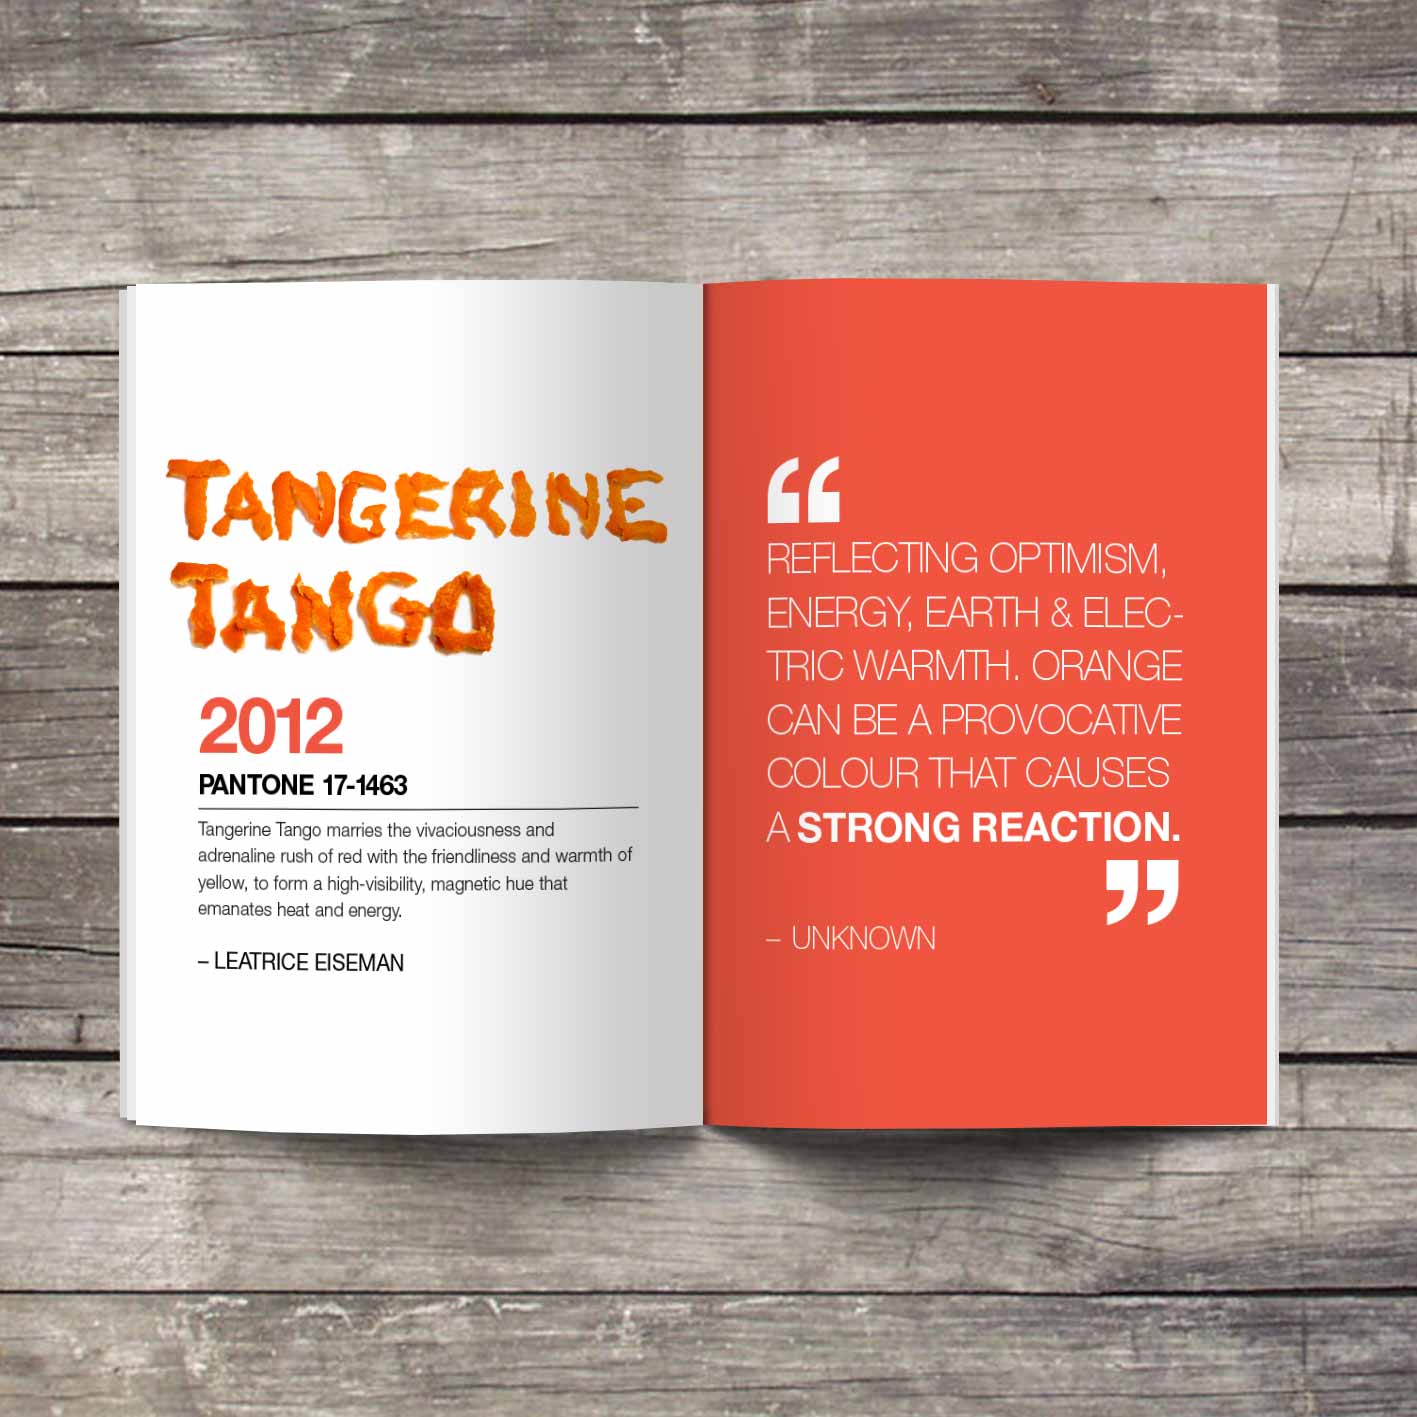 TANGERINE
TANGO
2012
PANTONE 17-1463
Tangerine Tango marries the vivaciousness and
adrenaline rush of red with the friendliness and warmth of
yellow, to form a high-visibility, magnetic hue that
emanates heat and energy.
– LEATRICE EISEMAN
“
REFLECTING OPTIMISM,
ENERGY, EARTH & ELEC-
TRIC WARMTH. ORANGE
CAN BE A PROVOCATIVE
COLOUR THAT CAUSES
A STRONG REACTION.
”
– UNKNOWN